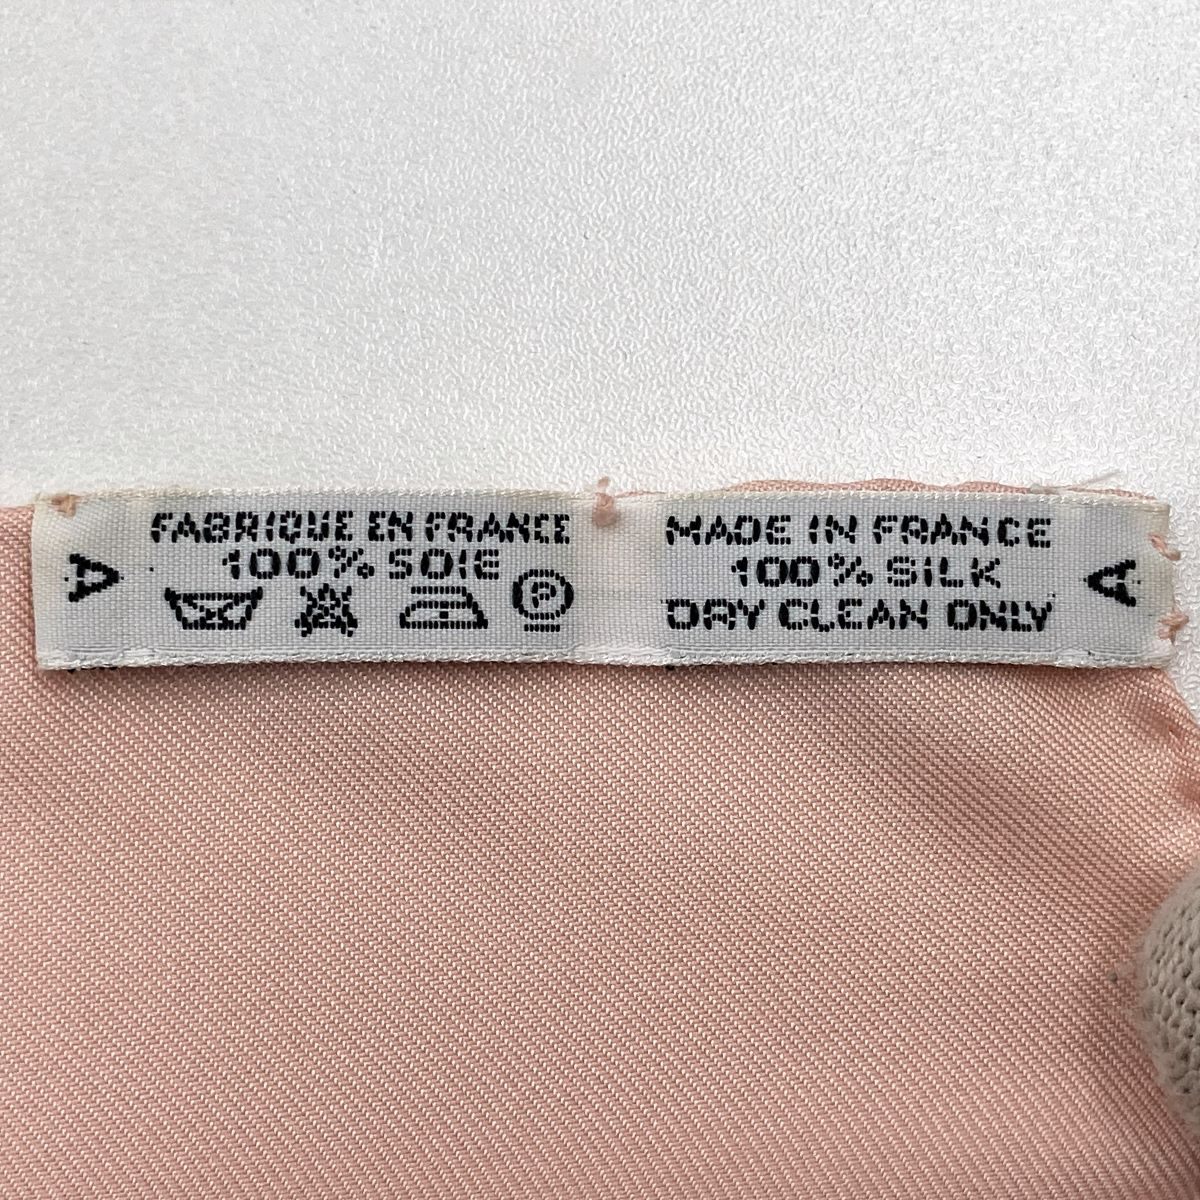 A
FABRIQUE EN FRANCE
100% SOIE
P
MADE IN FRANCE
100% SILK
DRY CLEAN ONLY
A